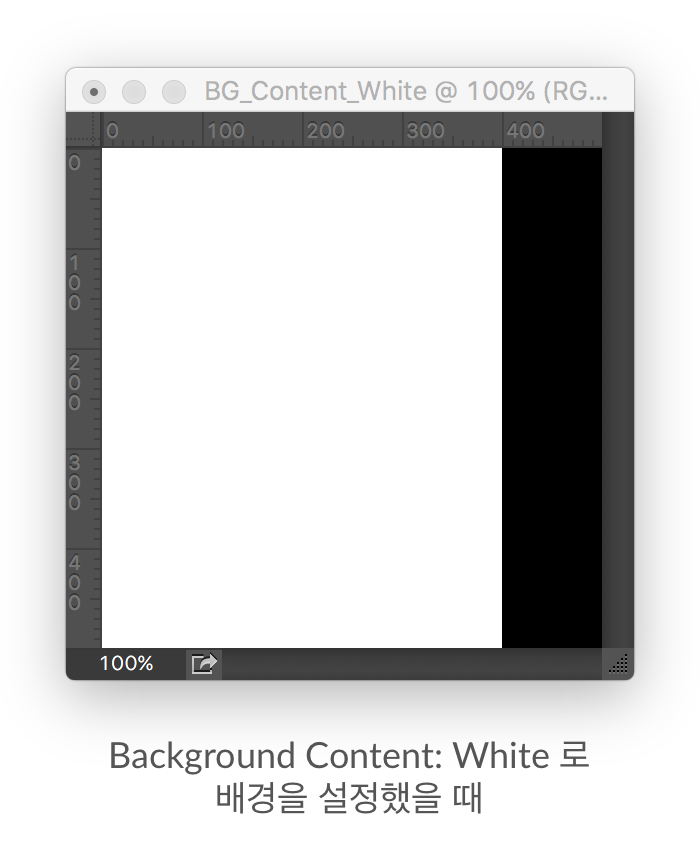 BG_Content_White @ 100% (RG...
0 100 200 300 400
0
100
200
300
400
100%
Background Content: White 로
배경을 설정했을 때